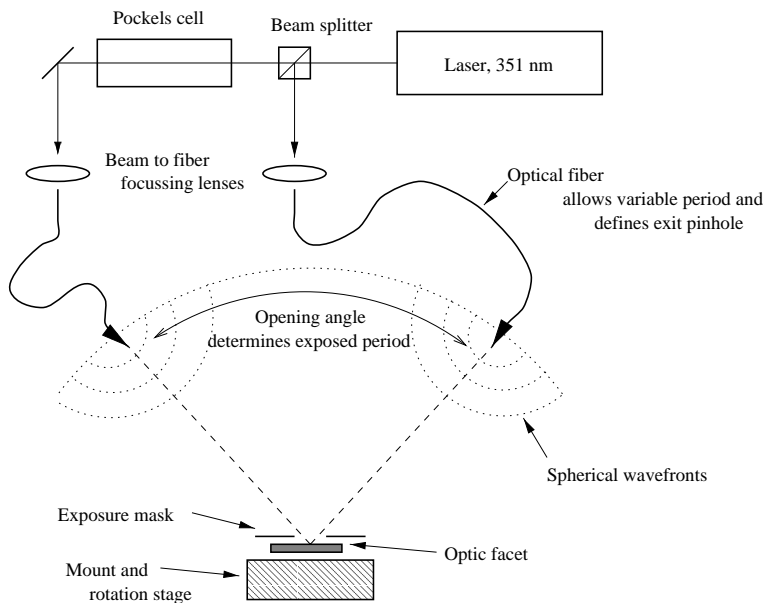 Pockels cell
Beam splitter
Laser, 351 nm
Beam to fiber
focussing lenses
Optical fiber
allows variable period and
defines exit pinhole
Opening angle
determines exposed period
Spherical wavefronts
Exposure mask
Optic facet
Mount and
rotation stage